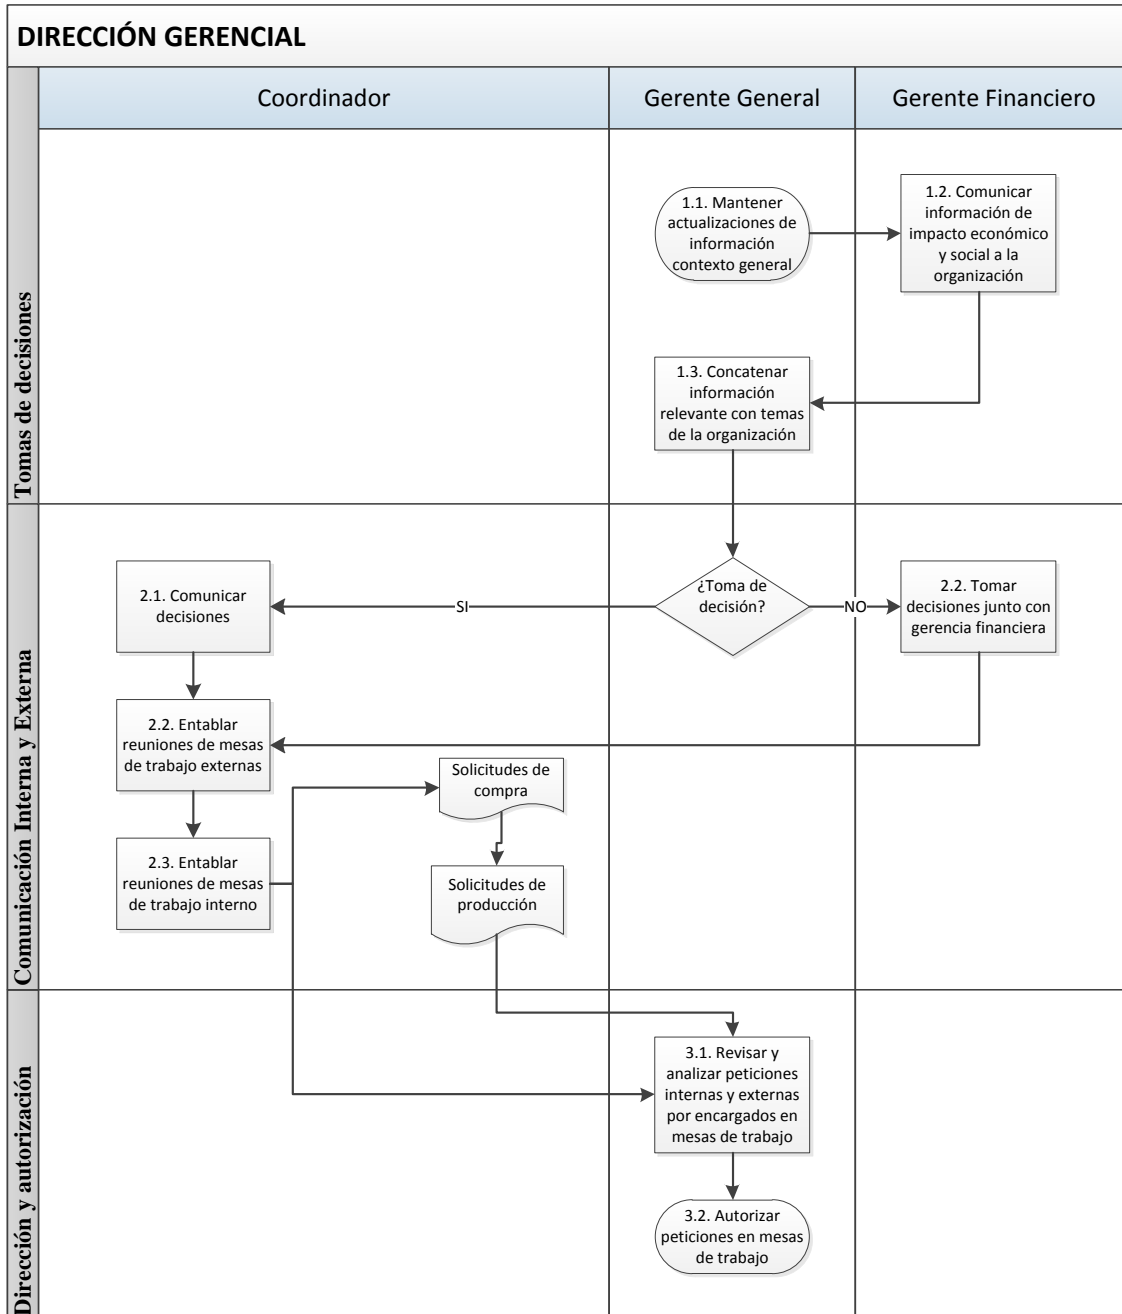 DIRECCIÓN GERENCIAL
Coordinador
Gerente General
Gerente Financiero
Tomas de decisiones
1.1. Mantener
actualizaciones de
información
contexto general
1.2. Comunicar
información de
impacto económico
y social a la
organización
1.3. Concatenar
información
relevante con temas
de la organización
Comunicación Interna y Externa
2.1. Comunicar
decisiones
SI
¿Toma de
decisión?
NO
2.2. Tomar
decisiones junto con
gerencia financiera
2.2. Entablar
reuniones de mesas
de trabajo externas
Solicitudes de
compra
2.3. Entablar
reuniones de mesas
de trabajo interno
Solicitudes de
producción
Dirección y autorización
3.1. Revisar y
analizar peticiones
internas y externas
por encargados en
mesas de trabajo
3.2. Autorizar
peticiones en mesas
de trabajo